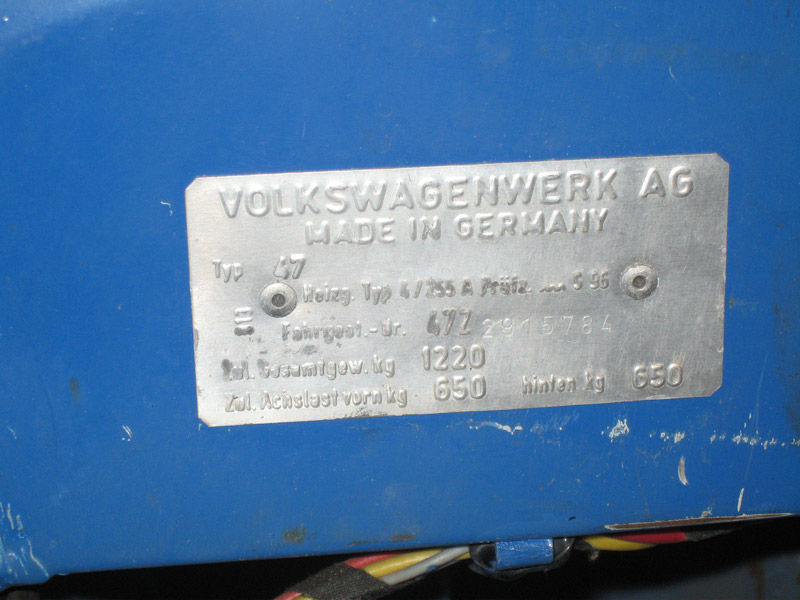 VOLKSWAGENWERK AG
MADE IN GERMANY
Typ 47
Heizg. Typ 4/255 A Prüfz. S 96
Fahrgest.-Nr. 472 2915784
Zul. Gesamtgew. kg 1220
Zul. Achslast vorn kg 650 hinten kg 650